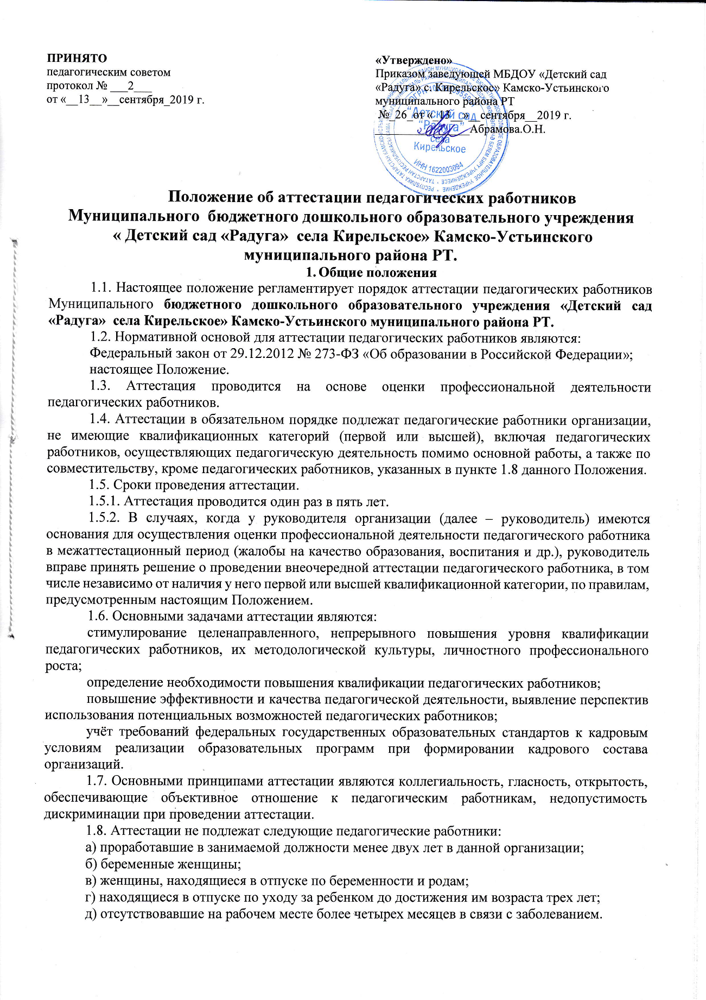 ПРИНЯТО
педагогическим советом
протокол № ___2___
от «__13__»__сентября_2019 г.
«Утверждено»
Приказом заведующей МБДОУ «Детский сад
«Радуга» с. Кирельское» Камско-Устьинского
муниципального района РТ
№_26_от «_13__»__сентября__2019 г.
________________Абрамова.О.Н.
"Детский сад
"Радуга"
села
Кирельское
ИНН 1622003094
Положение об аттестации педагогических работников
Муниципального бюджетного дошкольного образовательного учреждения
« Детский сад «Радуга» села Кирельское» Камско-Устьинского
муниципального района РТ.
1. Общие положения
1.1. Настоящее положение регламентирует порядок аттестации педагогических работников
Муниципального бюджетного дошкольного образовательного учреждения «Детский сад
«Радуга» села Кирельское» Камско-Устьинского муниципального района РТ.
1.2. Нормативной основой для аттестации педагогических работников являются:
Федеральный закон от 29.12.2012 № 273-ФЗ «Об образовании в Российской Федерации»;
настоящее Положение.
1.3. Аттестация проводится на основе оценки профессиональной деятельности
педагогических работников.
1.4. Аттестации в обязательном порядке подлежат педагогические работники организации,
не имеющие квалификационных категорий (первой или высшей), включая педагогических
работников, осуществляющих педагогическую деятельность помимо основной работы, а также по
совместительству, кроме педагогических работников, указанных в пункте 1.8 данного Положения.
1.5. Сроки проведения аттестации.
1.5.1. Аттестация проводится один раз в пять лет.
1.5.2. В случаях, когда у руководителя организации (далее – руководитель) имеются
основания для осуществления оценки профессиональной деятельности педагогического работника
в межаттестационный период (жалобы на качество образования, воспитания и др.), руководитель
вправе принять решение о проведении внеочередной аттестации педагогического работника, в том
числе независимо от наличия у него первой или высшей квалификационной категории, по правилам,
предусмотренным настоящим Положением.
1.6. Основными задачами аттестации являются:
стимулирование целенаправленного, непрерывного повышения уровня квалификации
педагогических работников, их методологической культуры, личностного профессионального
роста;
определение необходимости повышения квалификации педагогических работников;
повышение эффективности и качества педагогической деятельности, выявление перспектив
использования потенциальных возможностей педагогических работников;
учёт требований федеральных государственных образовательных стандартов к кадровым
условиям реализации образовательных программ при формировании кадрового состава
организаций.
1.7. Основными принципами аттестации являются коллегиальность, гласность, открытость,
обеспечивающие объективное отношение к педагогическим работникам, недопустимость
дискриминации при проведении аттестации.
1.8. Аттестации не подлежат следующие педагогические работники:
а) проработавшие в занимаемой должности менее двух лет в данной организации;
б) беременные женщины;
в) женщины, находящиеся в отпуске по беременности и родам;
г) находящиеся в отпуске по уходу за ребенком до достижения им возраста трех лет;
д) отсутствовавшие на рабочем месте более четырех месяцев в связи с заболеванием.